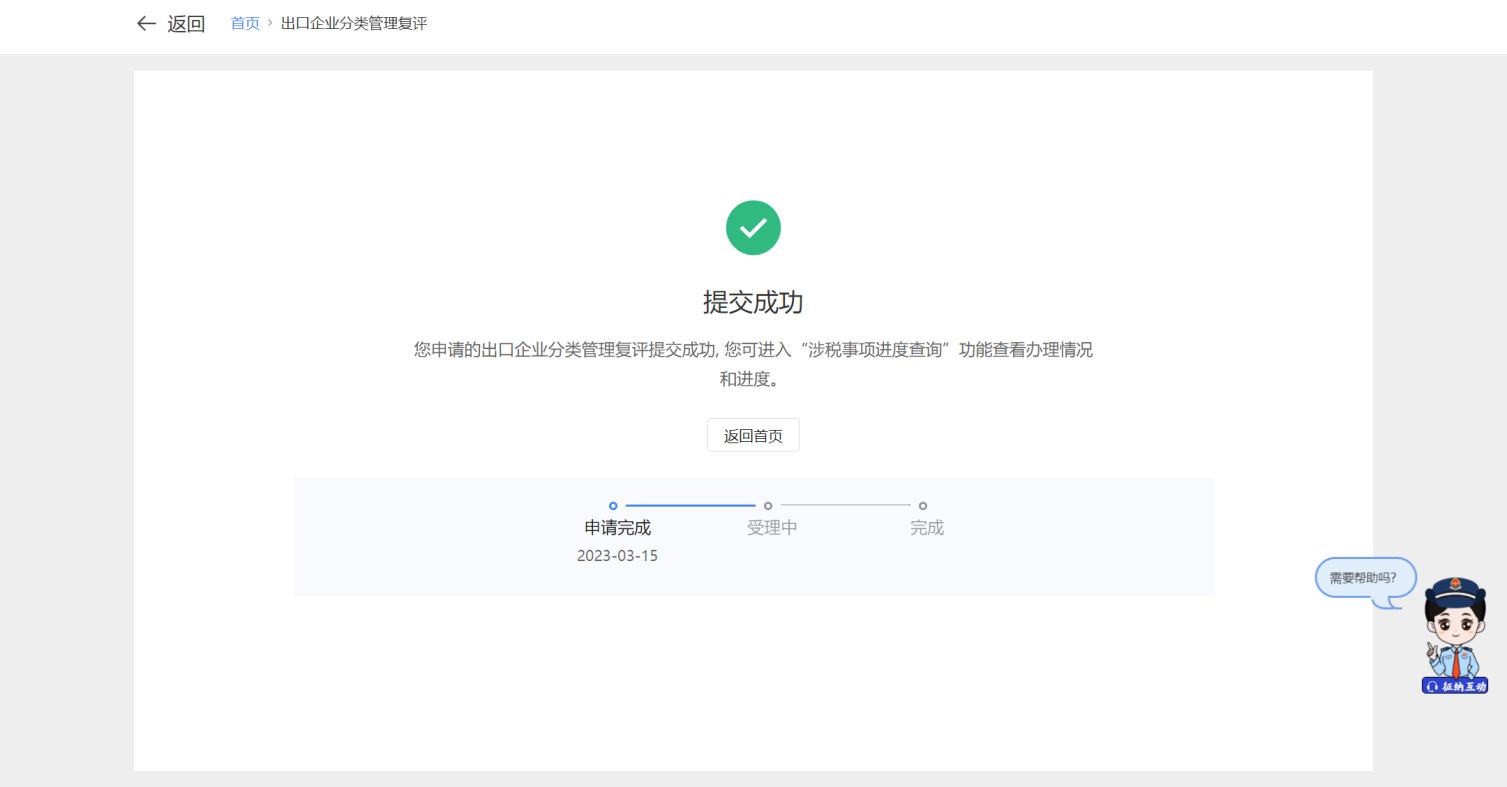 返回 首页 > 出口企业分类管理复评
提交成功
您申请的出口企业分类管理复评提交成功, 您可进入“涉税事项进度查询”功能查看办理情况
和进度。
返回首页
申请完成 受理中 完成
2023-03-15
需要帮助吗?
征纳互动